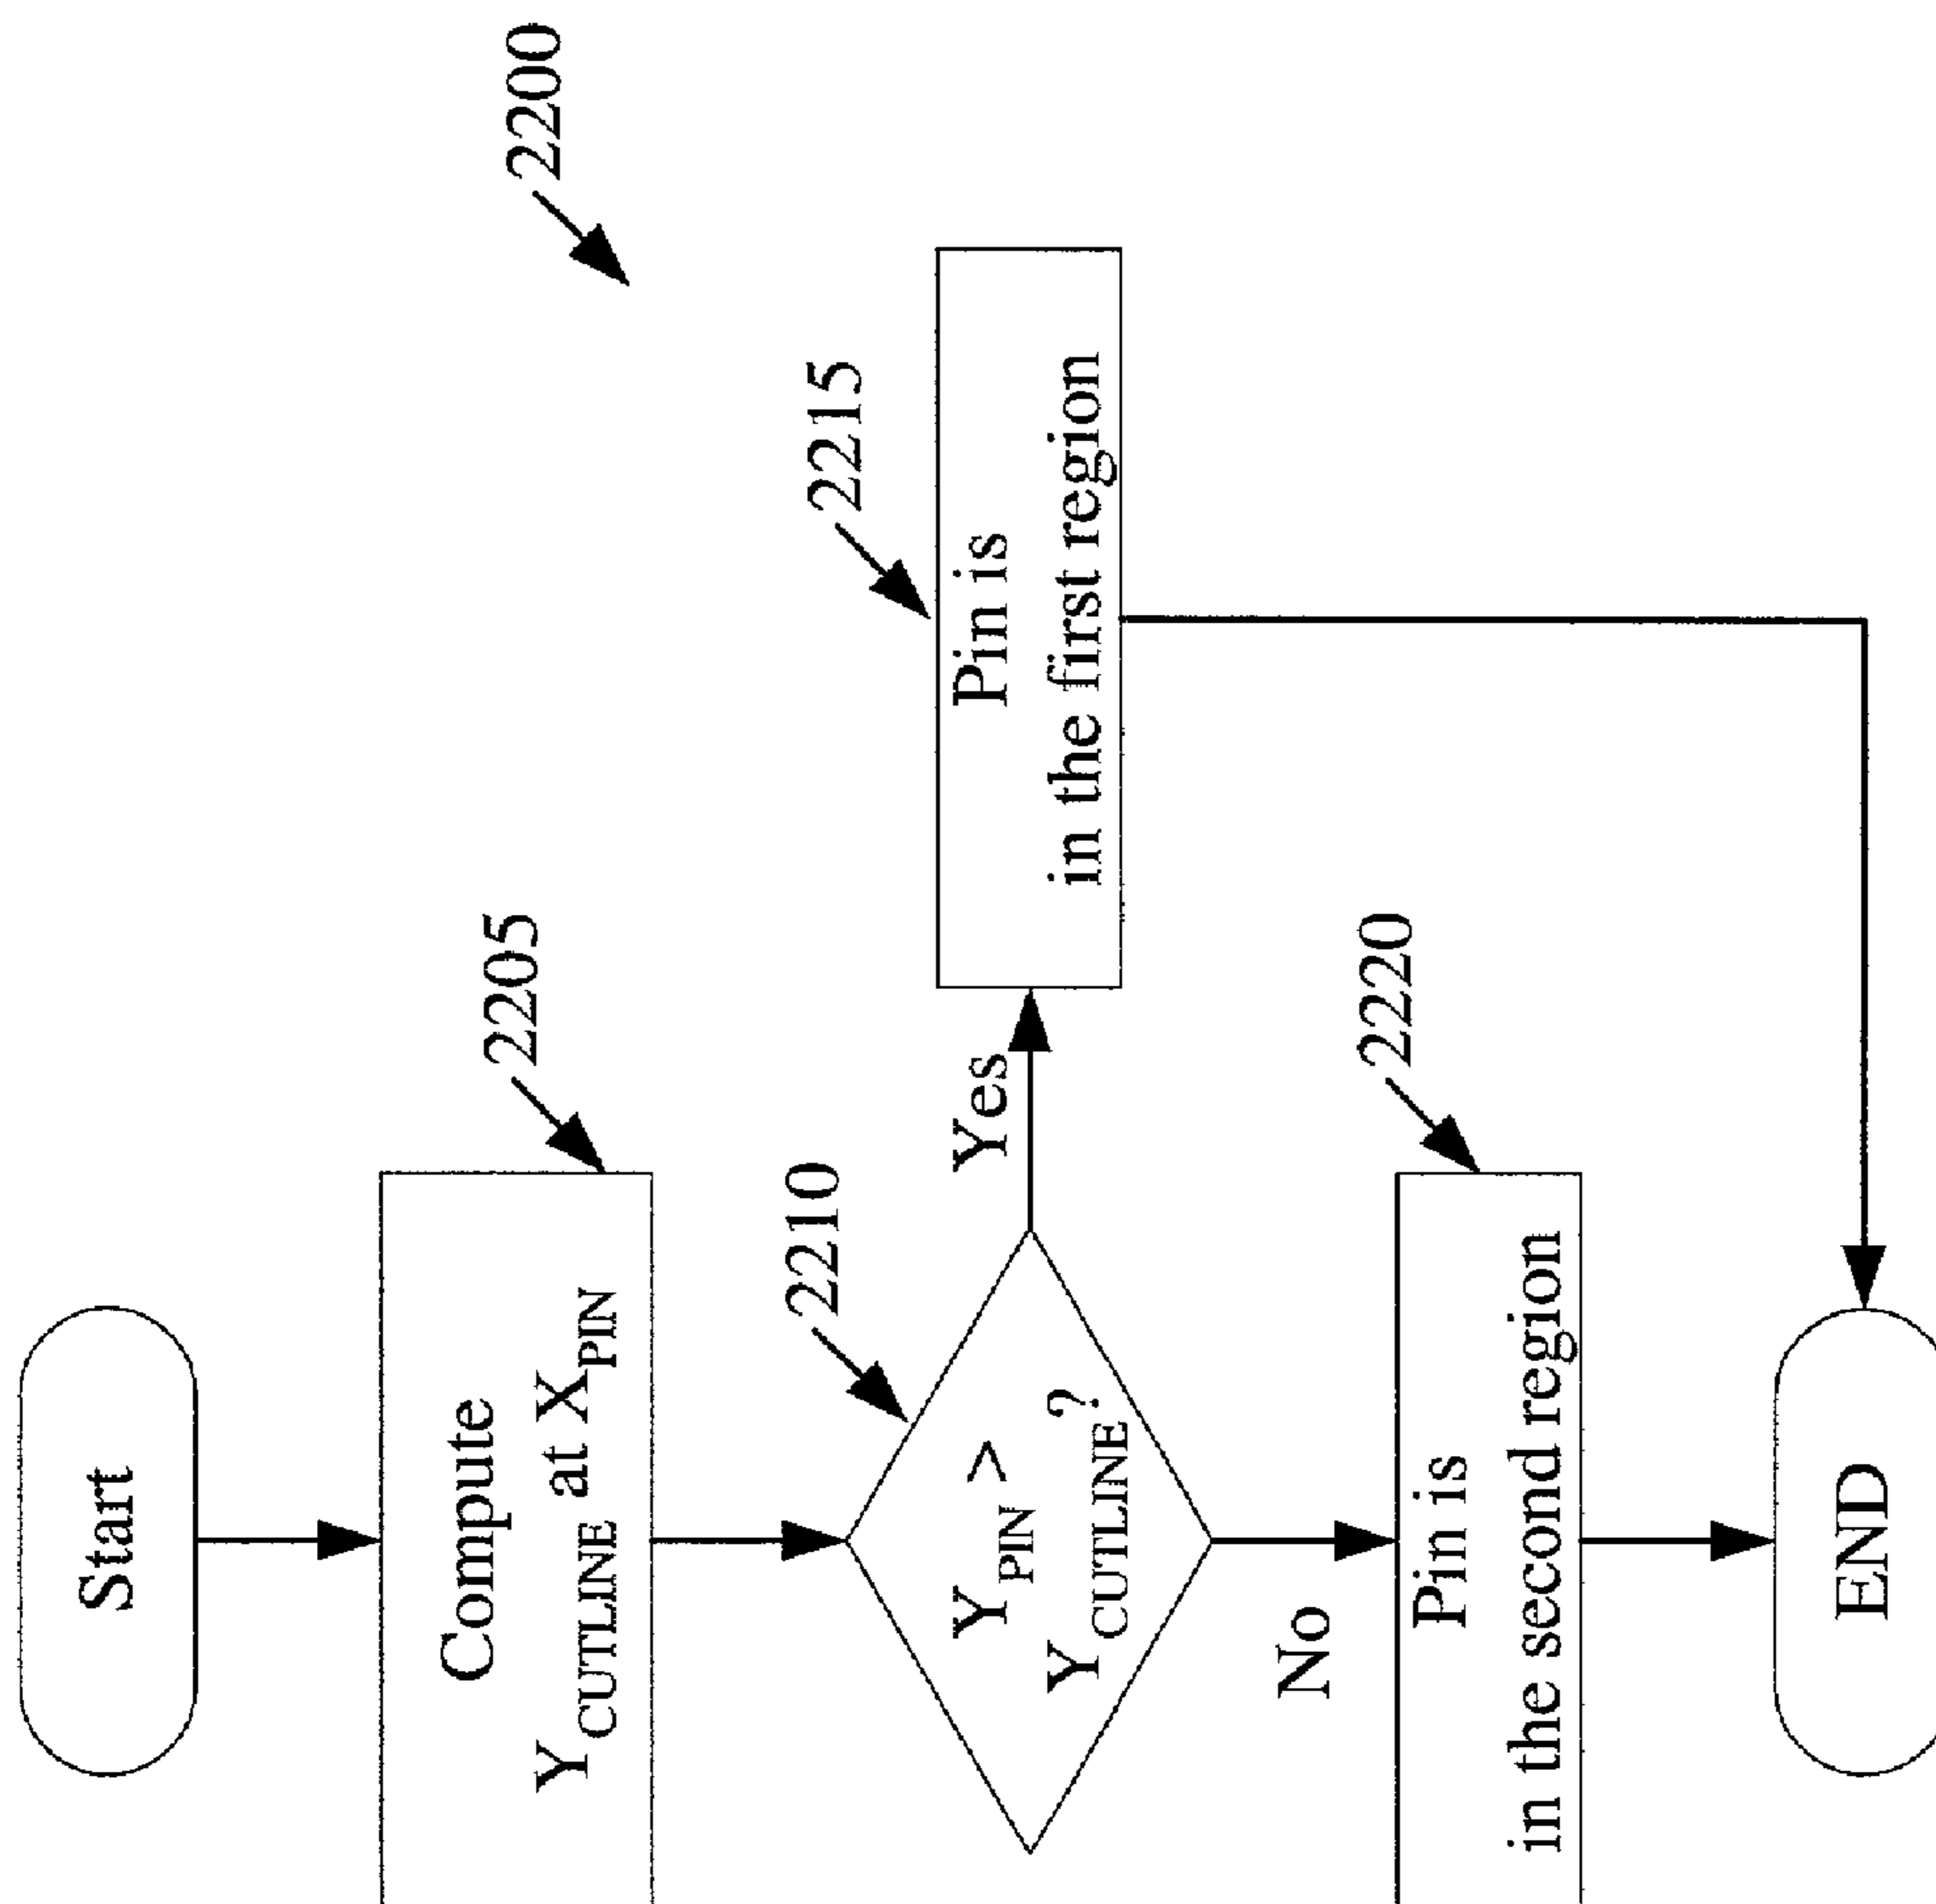 2200
Start
2205
Compute
Y_CUTLINE at X_PIN
2210
Y_PIN >
Y_CUTLINE?
Yes
2215
Pin is
in the first region
No
2220
Pin is
in the second region
END